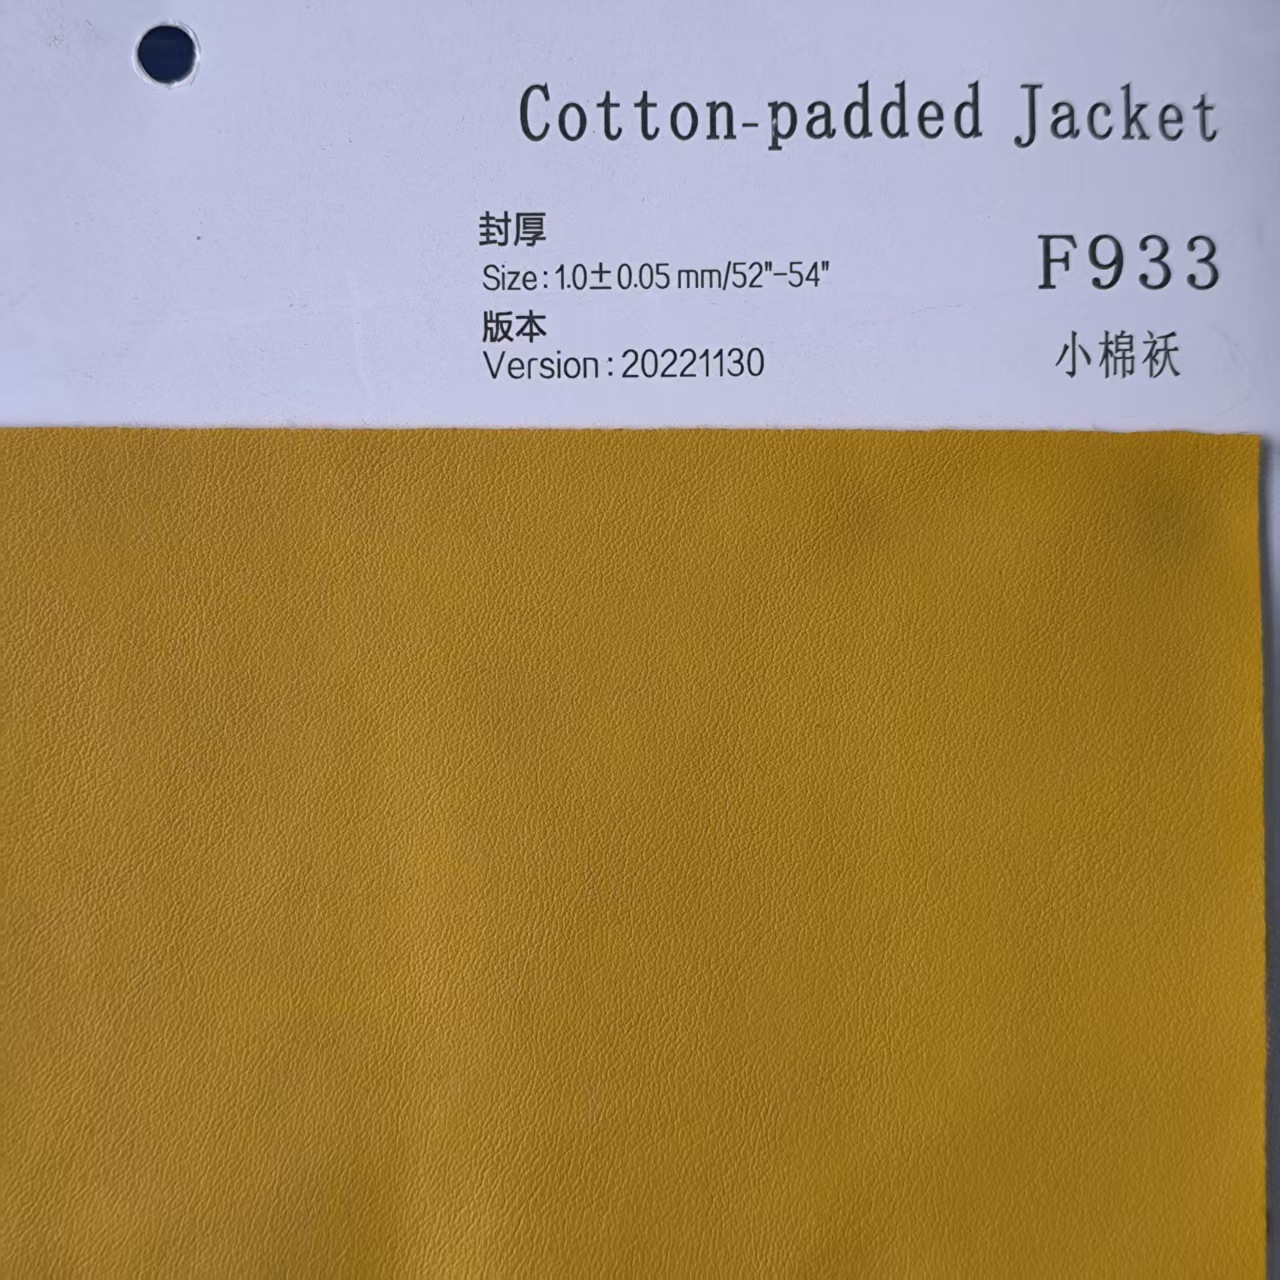 Cotton-padded Jacket
封厚
Size:1.0±0.05mm/52"-54"
F933
版本
Version:20221130
小棉袄